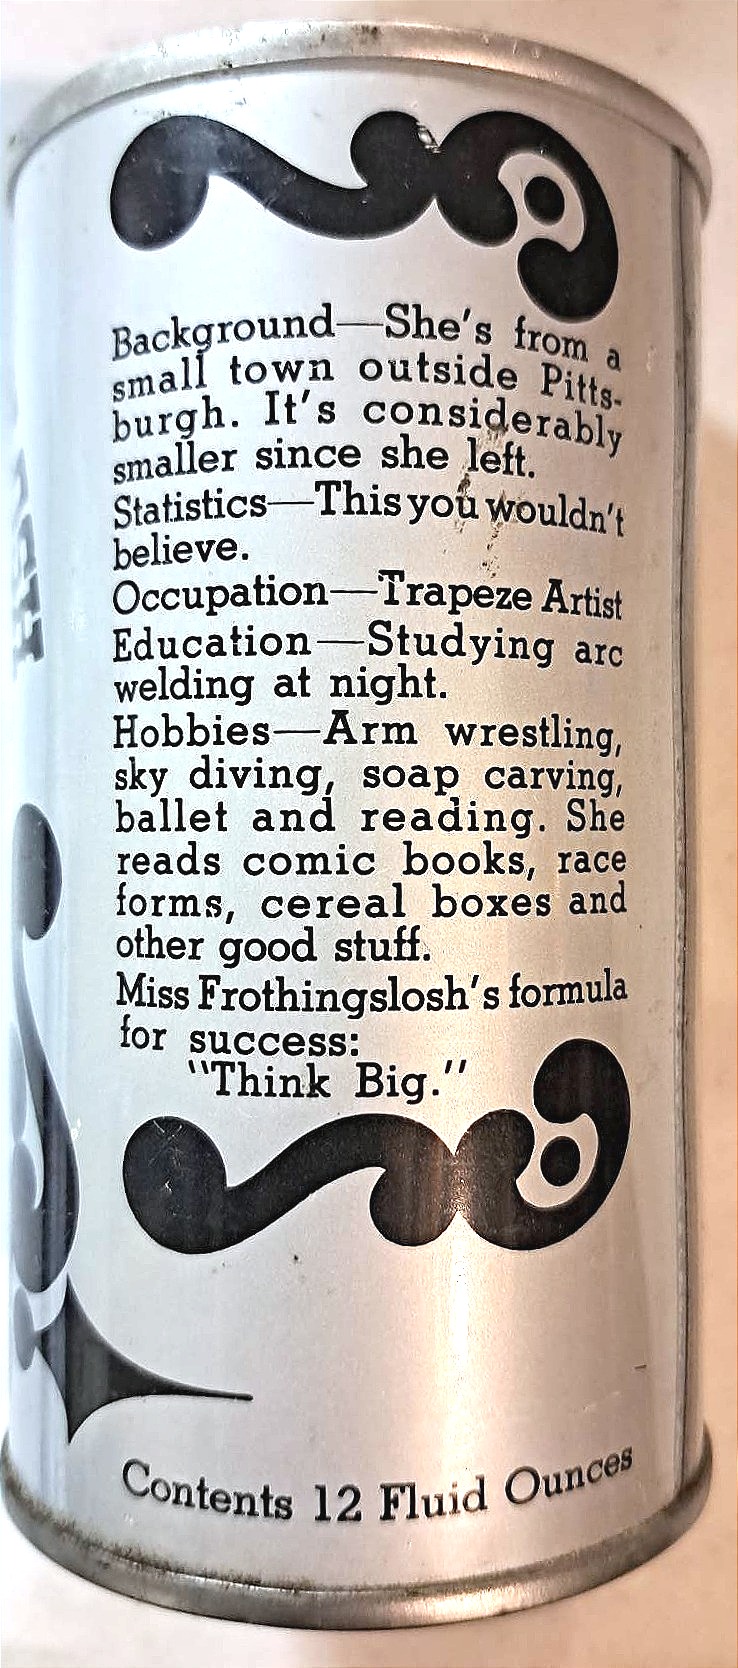 Background—She's from a
small town outside Pitts-
burgh. It's considerably
smaller since she left.
Statistics—This you wouldn't
believe.
Occupation—Trapeze Artist
Education—Studying arc
welding at night.
Hobbies—Arm wrestling,
sky diving, soap carving,
ballet and reading. She
reads comic books, race
forms, cereal boxes and
other good stuff.
Miss Frothingslosh's formula
for success:
"Think Big."
Contents 12 Fluid Ounces